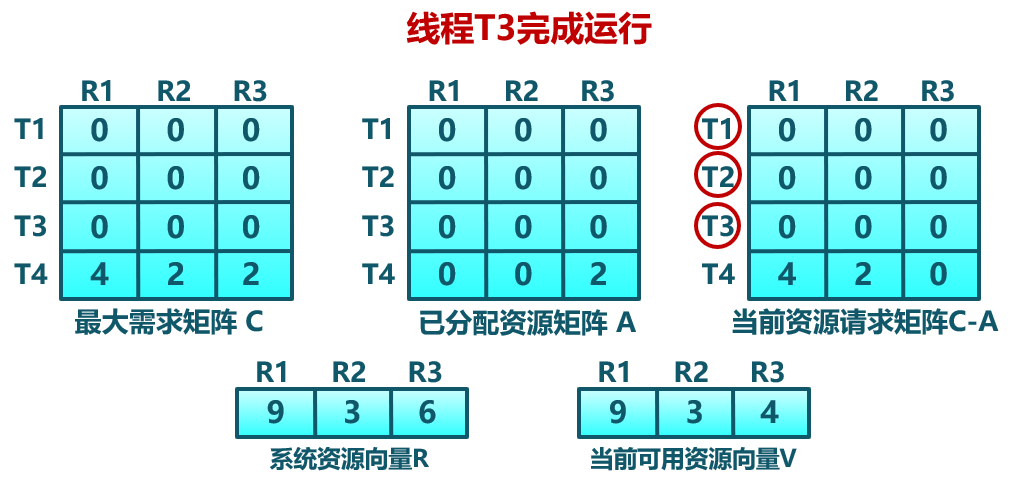 线程T3完成运行
R1 R2 R3 R1 R2 R3 R1 R2 R3
T1 0 0 0 T1 0 0 0 T1 0 0 0
T2 0 0 0 T2 0 0 0 T2 0 0 0
T3 0 0 0 T3 0 0 0 T3 0 0 0
T4 4 2 2 T4 0 0 2 T4 4 2 0
最大需求矩阵 C 已分配资源矩阵 A 当前资源请求矩阵C-A
R1 R2 R3 R1 R2 R3
9 3 6 9 3 4
系统资源向量R 当前可用资源向量V